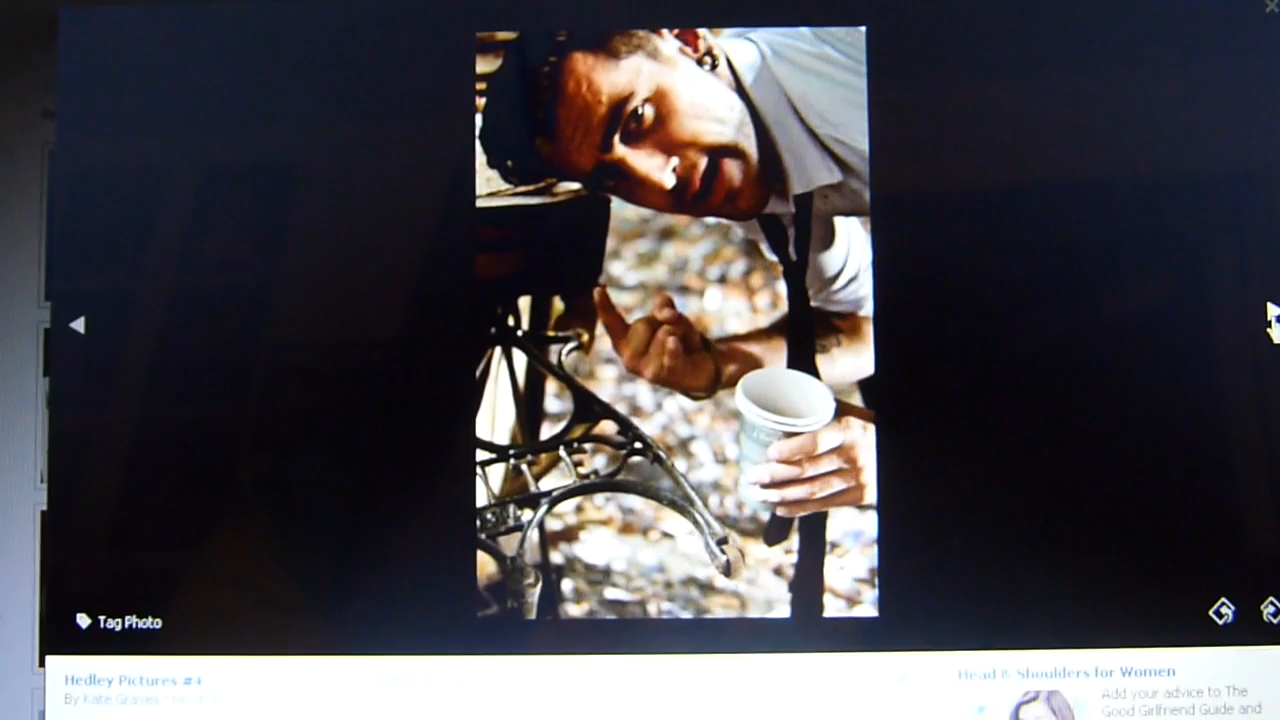 Tag Photo
Hedley Pictures #4
By Kate Graves
Head & Shoulders for Women
Add your advice to The
Good Girlfriend Guide and